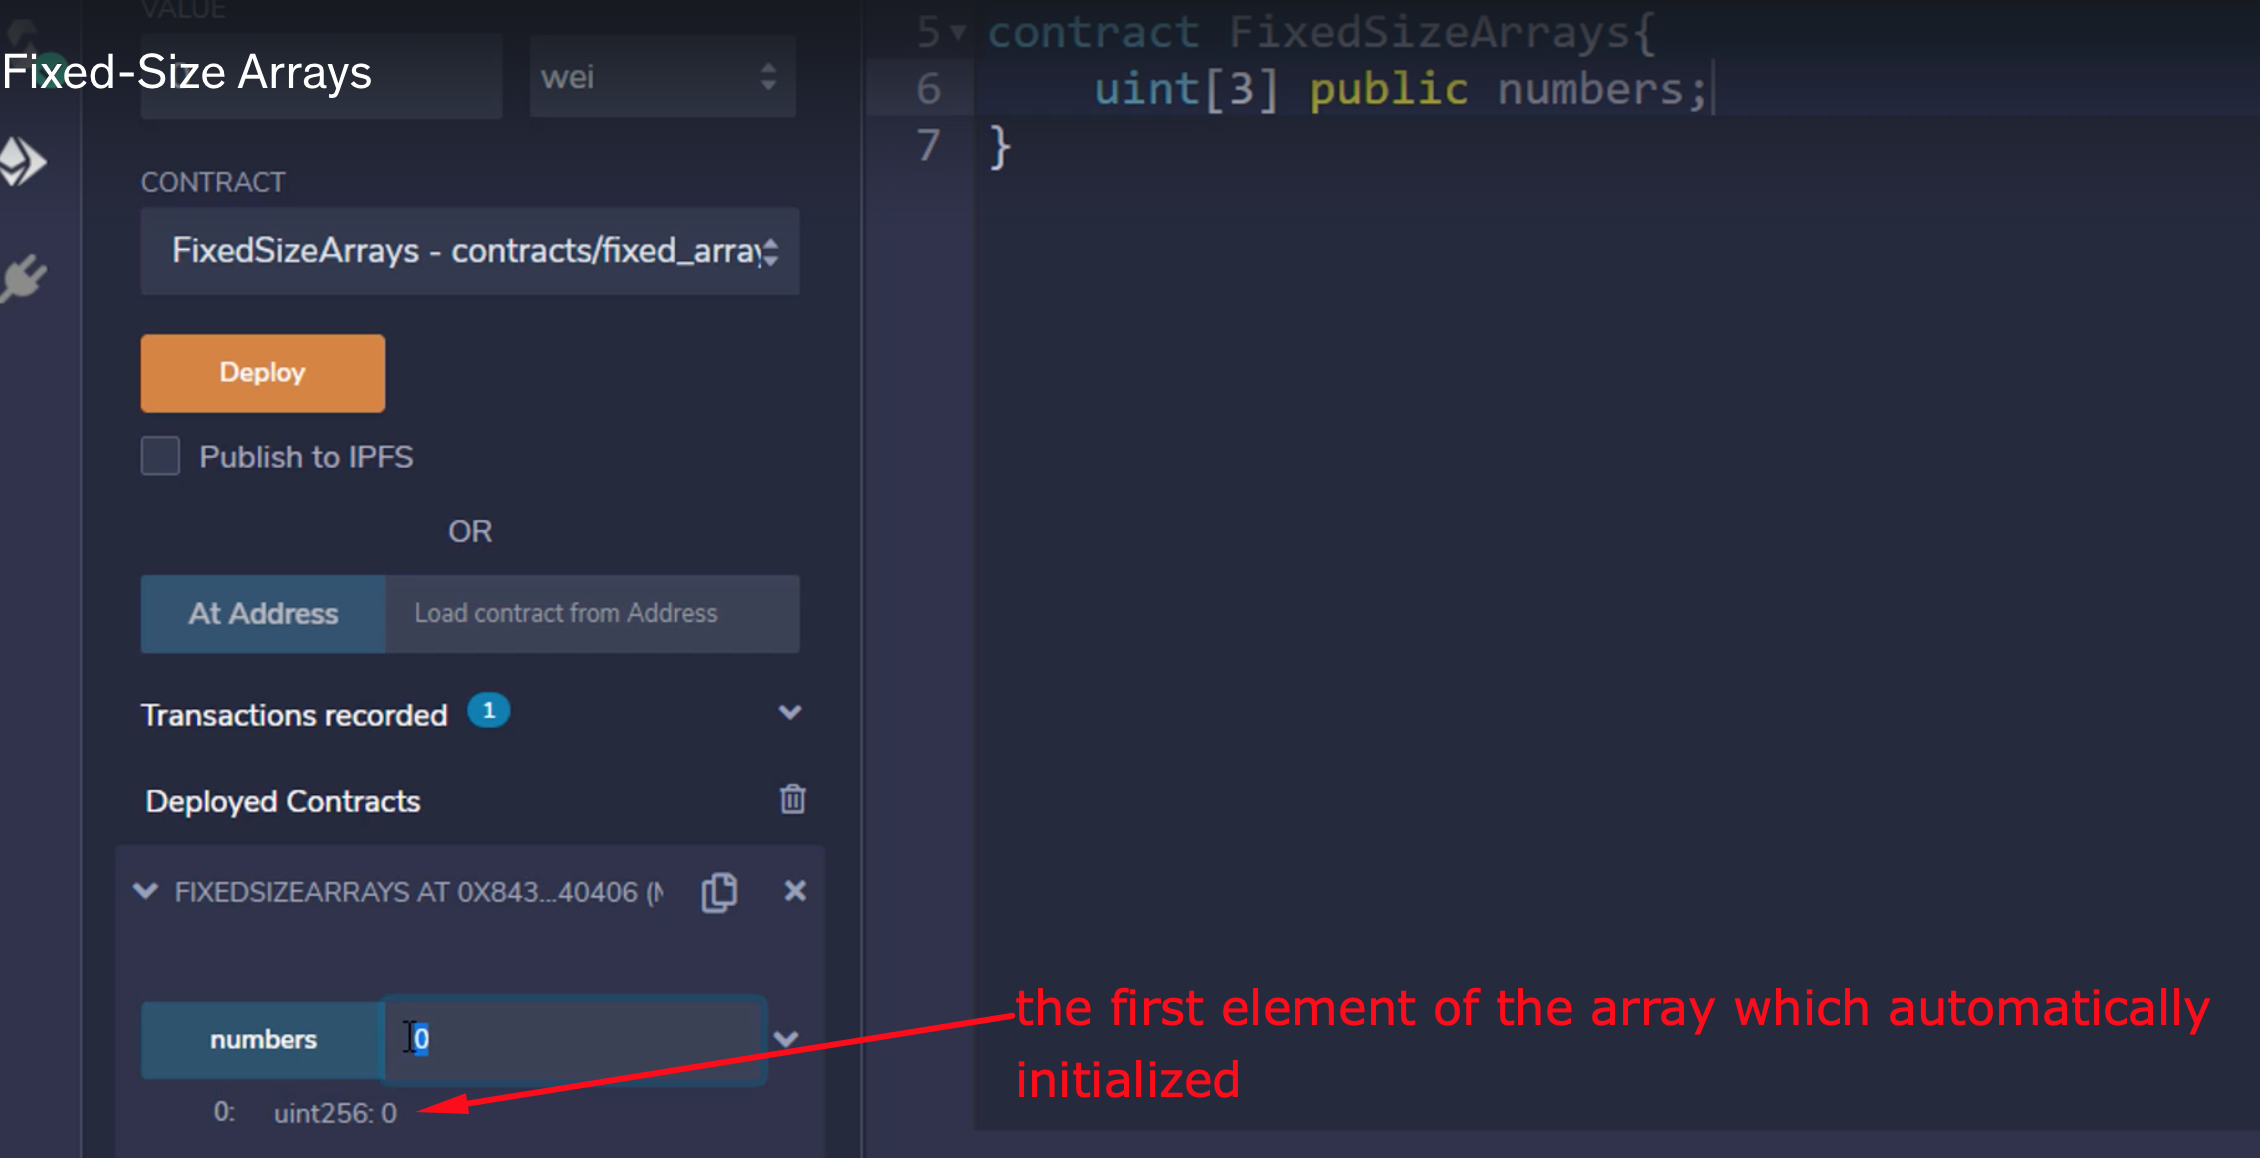 VALUE
Fixed-Size Arrays
wei
CONTRACT
FixedSizeArrays - contracts/fixed_array
Deploy
Publish to IPFS
OR
At Address
Load contract from Address
Transactions recorded 1
Deployed Contracts
FIXEDSIZEARRAYS AT 0X843...40406 (M
numbers 0
0: uint256: 0
5 contract FixedSizeArrays{
6 uint[3] public numbers;
7 }
the first element of the array which automatically
initialized